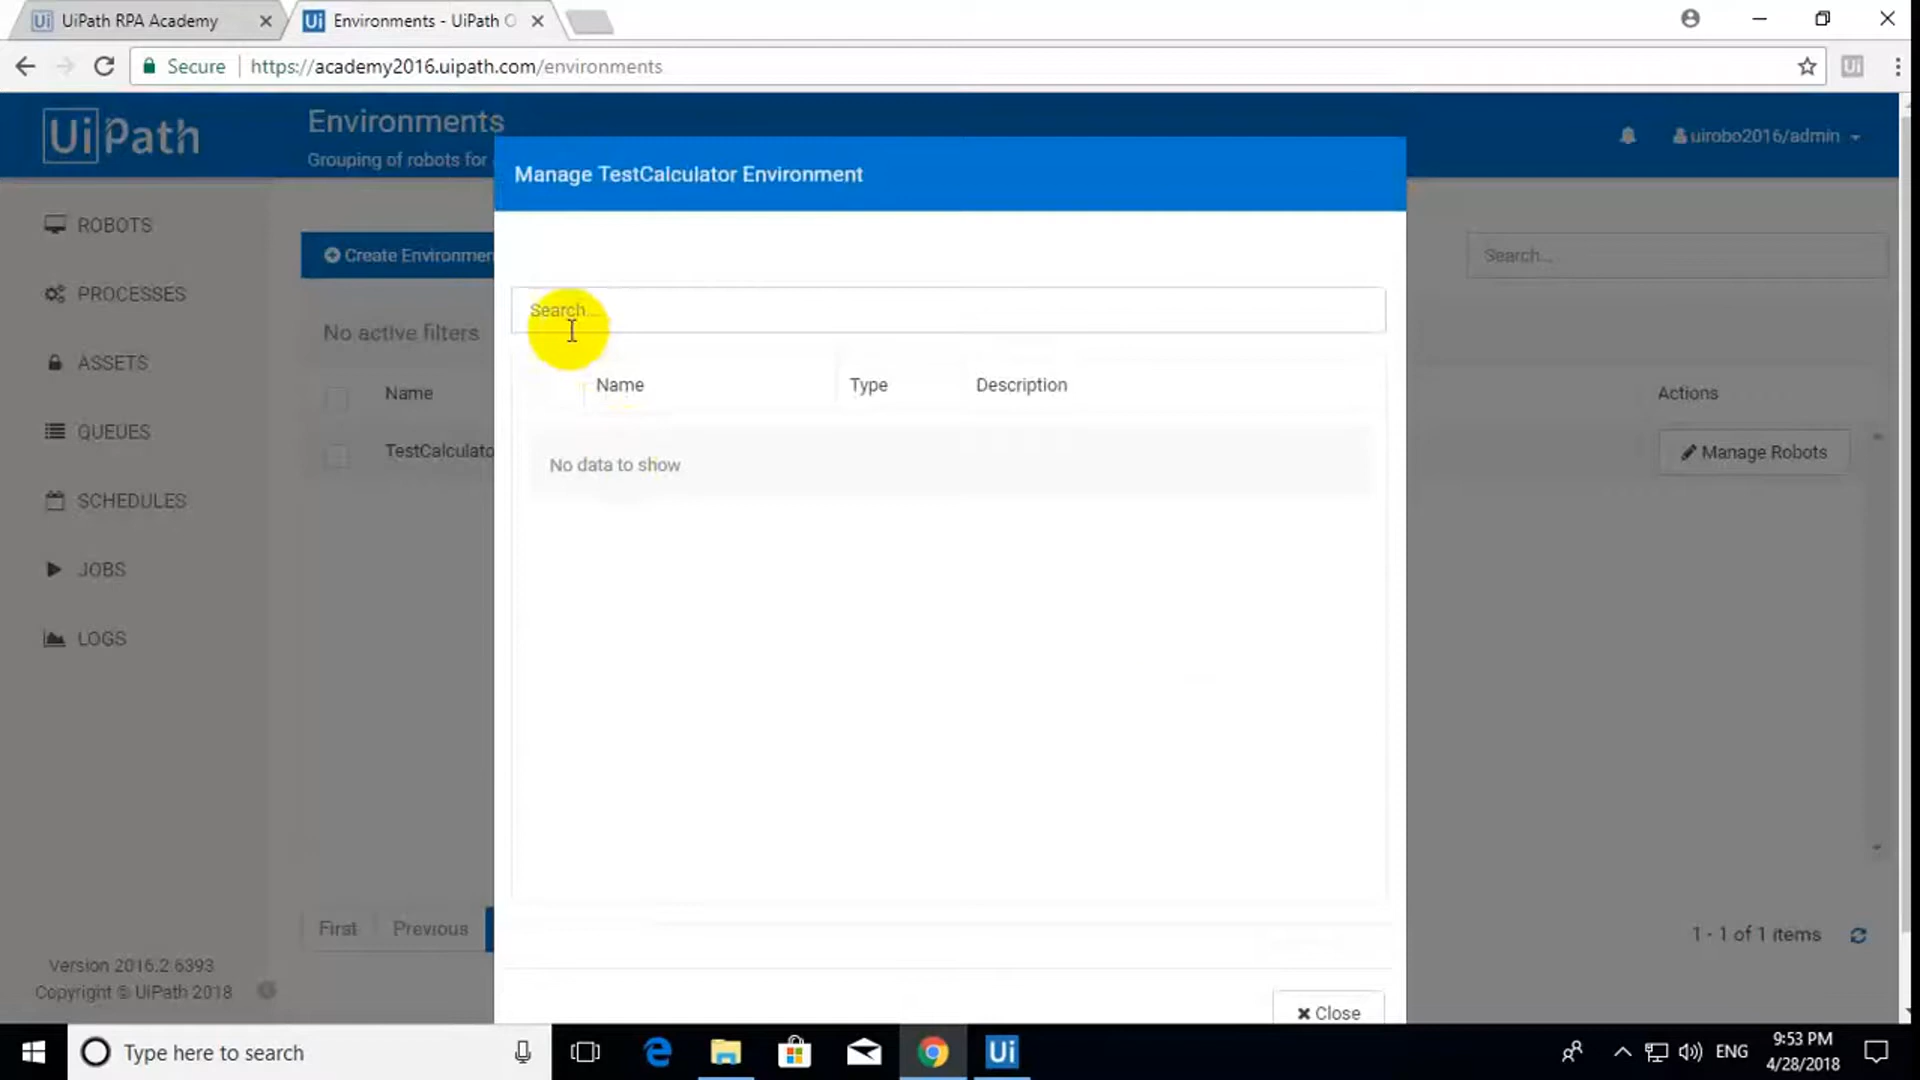 UiPath RPA Academy
Environments - UiPath O
Secure
https://academy2016.uipath.com/environments
UiPath
Environments
Grouping of robots for
uirobo2016/admin
Manage TestCalculator Environment
ROBOTS
PROCESSES
ASSETS
QUEUES
SCHEDULES
JOBS
LOGS
Create Environmen
Search...
Search...
No active filters
Name
Type
Description
Name
Actions
TestCalculato
Manage Robots
No data to show
First
Previous
1 - 1 of 1 items
Version 2016.2.6393
Copyright © UiPath 2018
Close
Type here to search
ENG
9:53 PM
4/28/2018